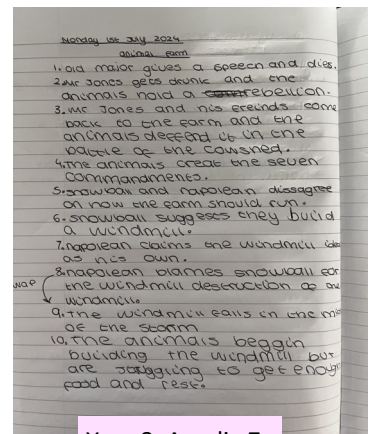 Monday 1st July 2024
animal farm
1. old major gives a speech and dies.
2. Mr Jones gets drunk and the
animals hold a rebellion.
3. Mr Jones and his freinds come
back to the farm and the
animals deffend it in the
battle of the cowshed.
4. The animals creat the seven
commandments.
5. snowball and napolean dissagree
on how the farm should run.
6. snowball suggests they build
a windmill.
7. napolean claims the windmill idea
as his own.
8. napolean blames snowball for
the windmill destruction of the
windmill.
9. The windmill falls in the
of the storm
10. The animals beggin
building the windmill but
are to get enough
food and rest.